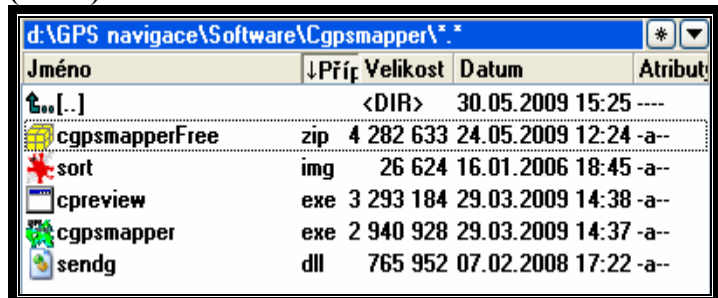 d:\GPS navigace\Software\Cgpsmapper\*.* * ▼
Jméno ↓Příp Velikost Datum Atributy
[..] <DIR> 30.05.2009 15:25 ----
cgpsmapperFree zip 4 282 633 24.05.2009 12:24 -a--
sort img 26 624 16.01.2006 18:45 -a--
cpreview exe 3 293 184 29.03.2009 14:38 -a--
cgpsmapper exe 2 940 928 29.03.2009 14:37 -a--
sendg dll 765 952 07.02.2008 17:22 -a--